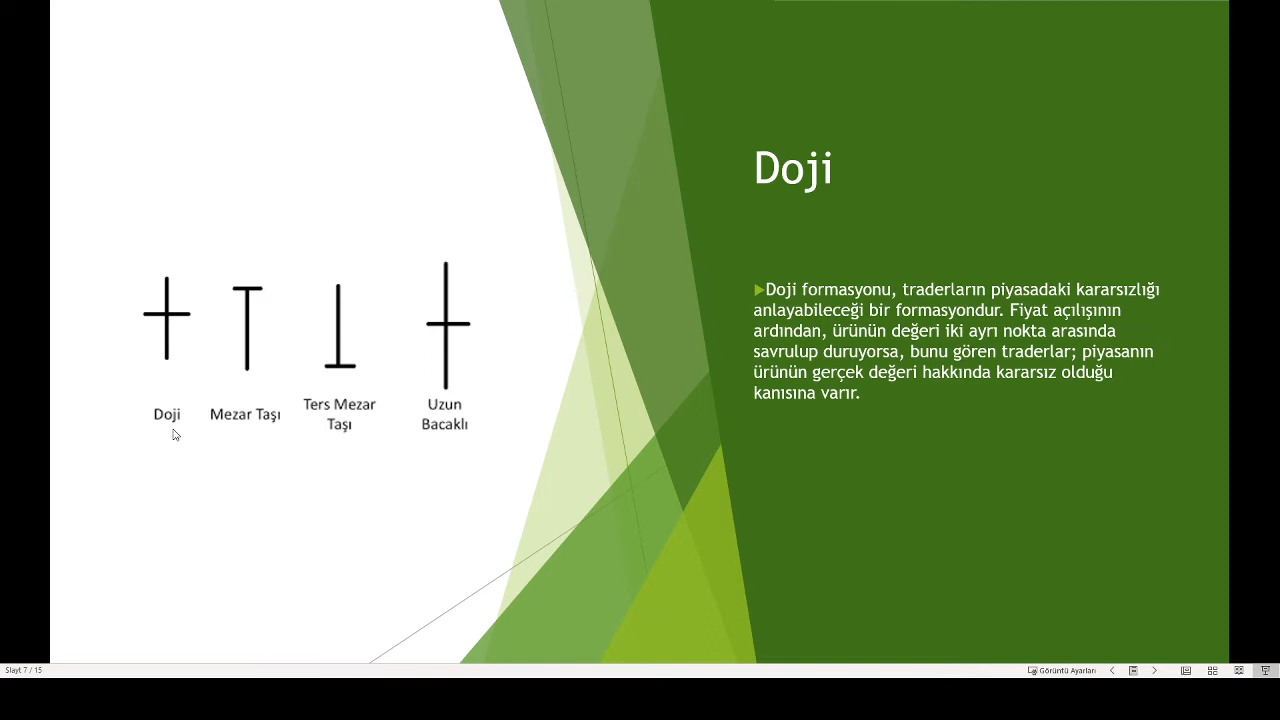 Doji
Doji formasyonu, traderların piyasadaki kararsızlığı
anlayabileceği bir formasyondur. Fiyat açılışının
ardından, ürünün değeri iki ayrı nokta arasında
savrulup duruyorsa, bunu gören traderlar; piyasanın
ürünün gerçek değeri hakkında kararsız olduğu
kanısına varır.
Doji
Mezar Taşı
Ters Mezar
Taşı
Uzun
Bacaklı
Slayt 7 / 15
Görüntü Ayarları